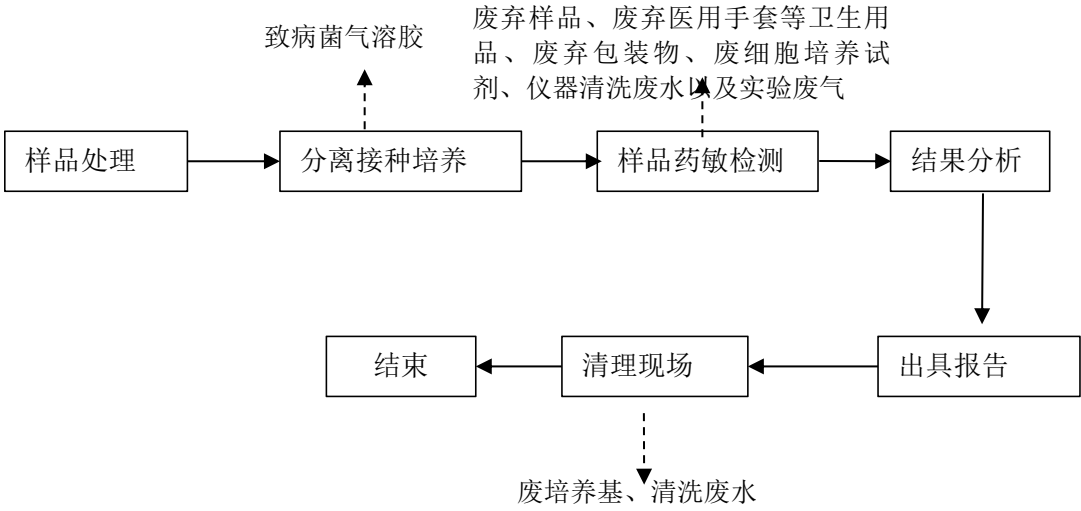 致病菌气溶胶
废弃样品、废弃医用手套等卫生用
品、废弃包装物、废细胞培养试
剂、仪器清洗废水以及实验废气
样品处理
分离接种培养
样品药敏检测
结果分析
结束
清理现场
出具报告
废培养基、清洗废水